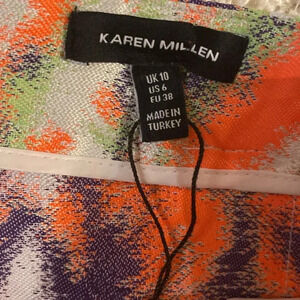 KAREN MILLEN
UK 10
US 6
EU 38
MADE IN
TURKEY